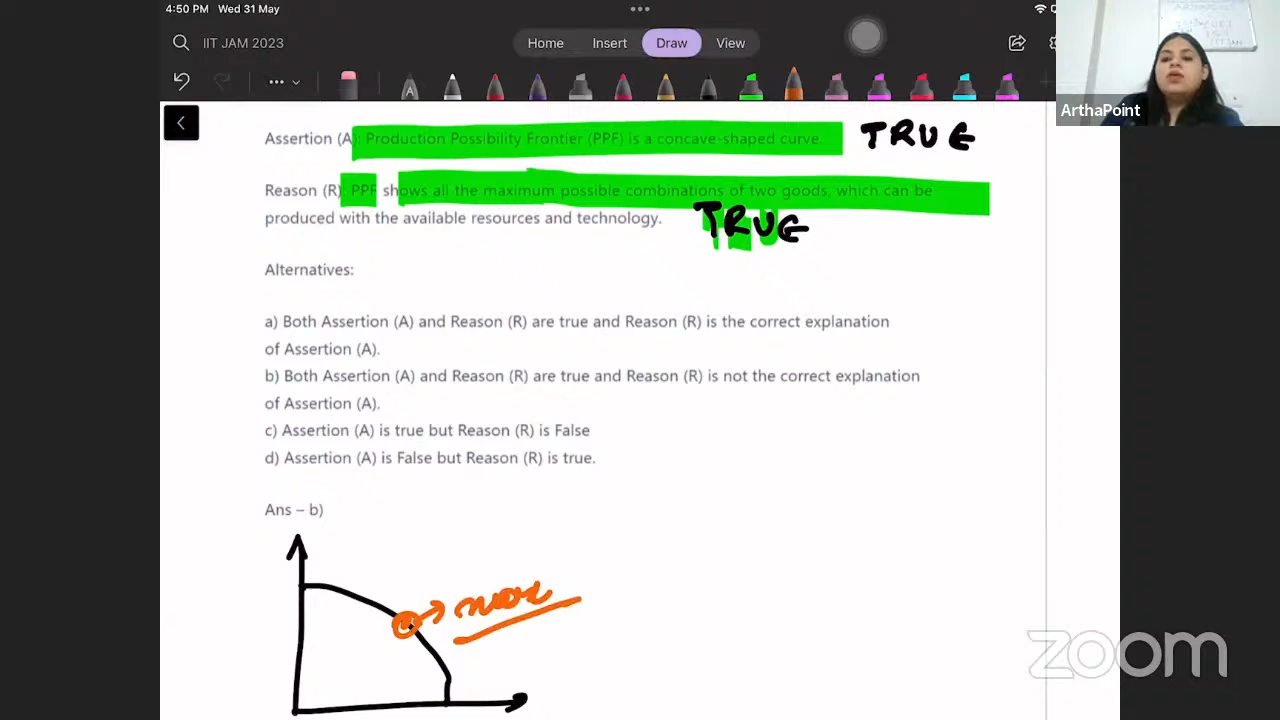 4:50 PM Wed 31 May
IIT JAM 2023
Home Insert Draw View
ArthaPoint
Assertion (A): Production Possibility Frontier (PPF) is a concave-shaped curve. TRUE
Reason (R): PPF shows all the maximum possible combinations of two goods, which can be
produced with the available resources and technology. TRUE
Alternatives:
a) Both Assertion (A) and Reason (R) are true and Reason (R) is the correct explanation
of Assertion (A).
b) Both Assertion (A) and Reason (R) are true and Reason (R) is not the correct explanation
of Assertion (A).
c) Assertion (A) is true but Reason (R) is False
d) Assertion (A) is False but Reason (R) is true.
Ans – b)
zoom